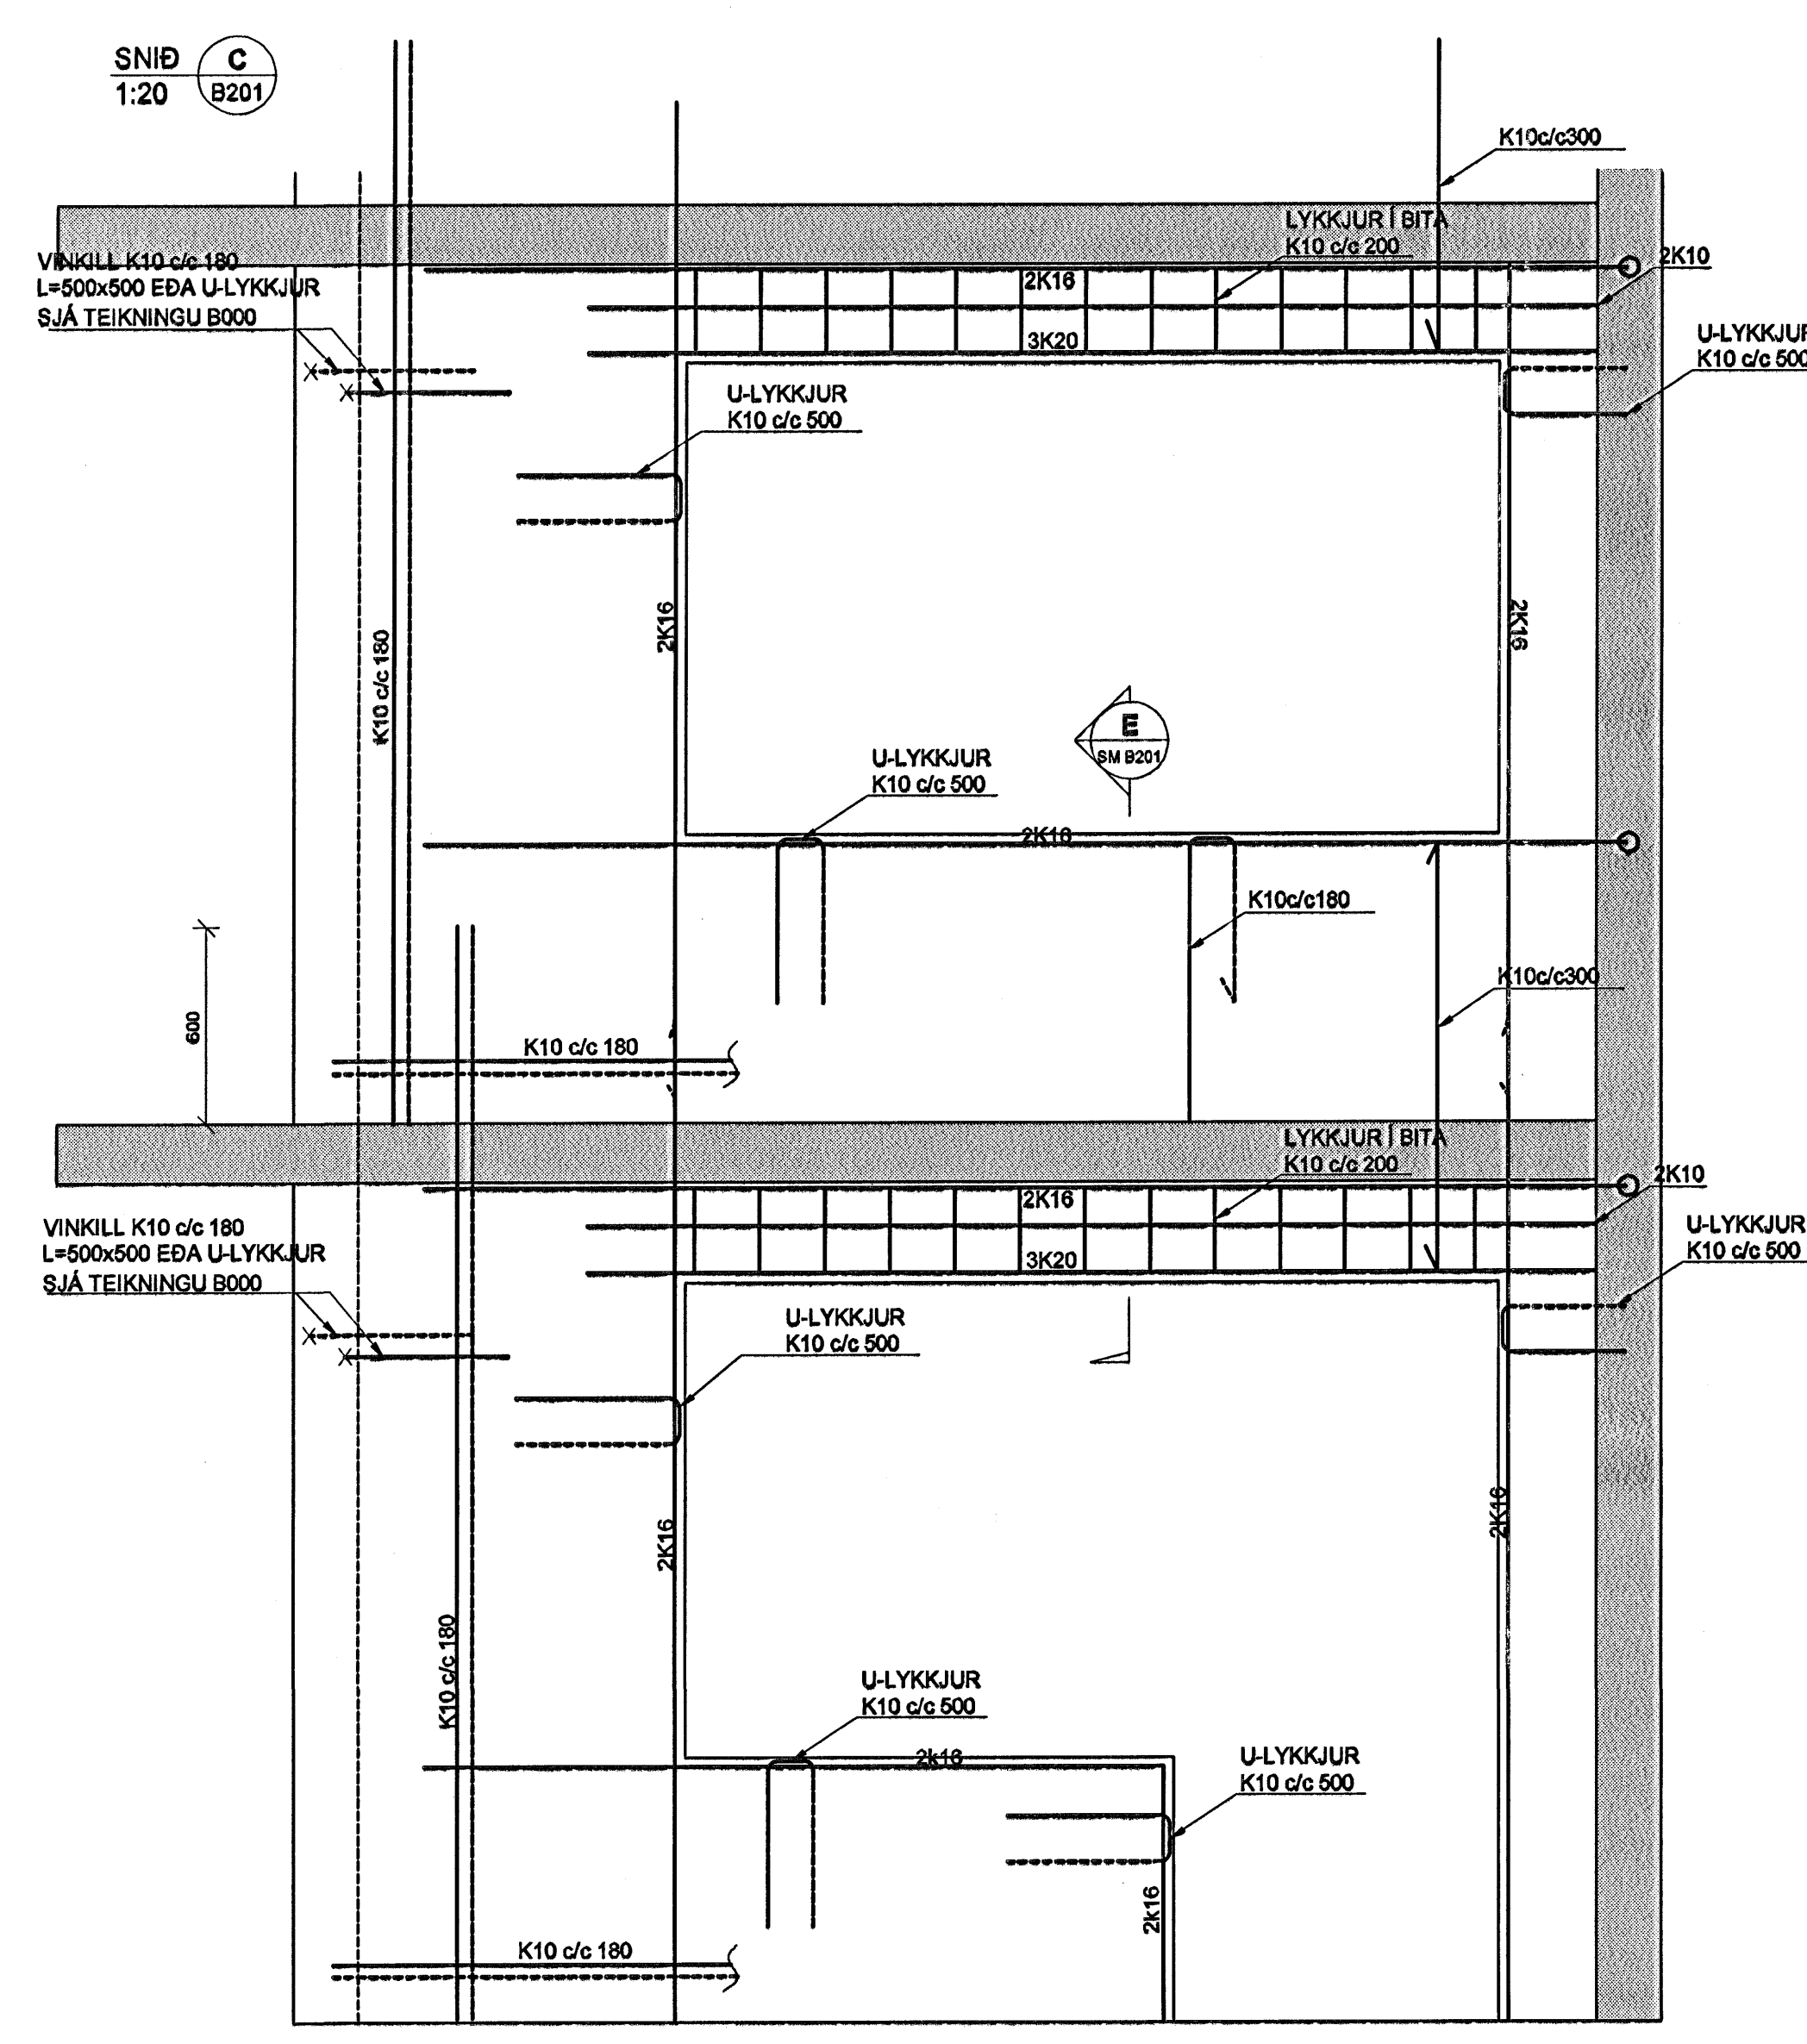 SNIÐ
1:20
C
B201
K10c/c300
LYKKJUR Í BITA
K10 c/c 200
2K10
VINKILL K10 c/c 180
L=500x500 EÐA U-LYKKJUR
SJÁ TEIKNINGU B000
2K16
3K20
U-LYKKJUR
K10 c/c 500
U-LYKKJUR
K10 c/c 500
2K16
2K16
K10 c/c 180
E
SM B201
U-LYKKJUR
K10 c/c 500
2K16
K10c/c180
K10c/c300
600
K10 c/c 180
LYKKJUR Í BITA
K10 c/c 200
2K10
2K16
3K20
VINKILL K10 c/c 180
L=500x500 EÐA U-LYKKJUR
SJÁ TEIKNINGU B000
U-LYKKJUR
K10 c/c 500
U-LYKKJUR
K10 c/c 500
2K16
2K16
K10 c/c 180
U-LYKKJUR
K10 c/c 500
2k16
U-LYKKJUR
K10 c/c 500
2k16
K10 c/c 180